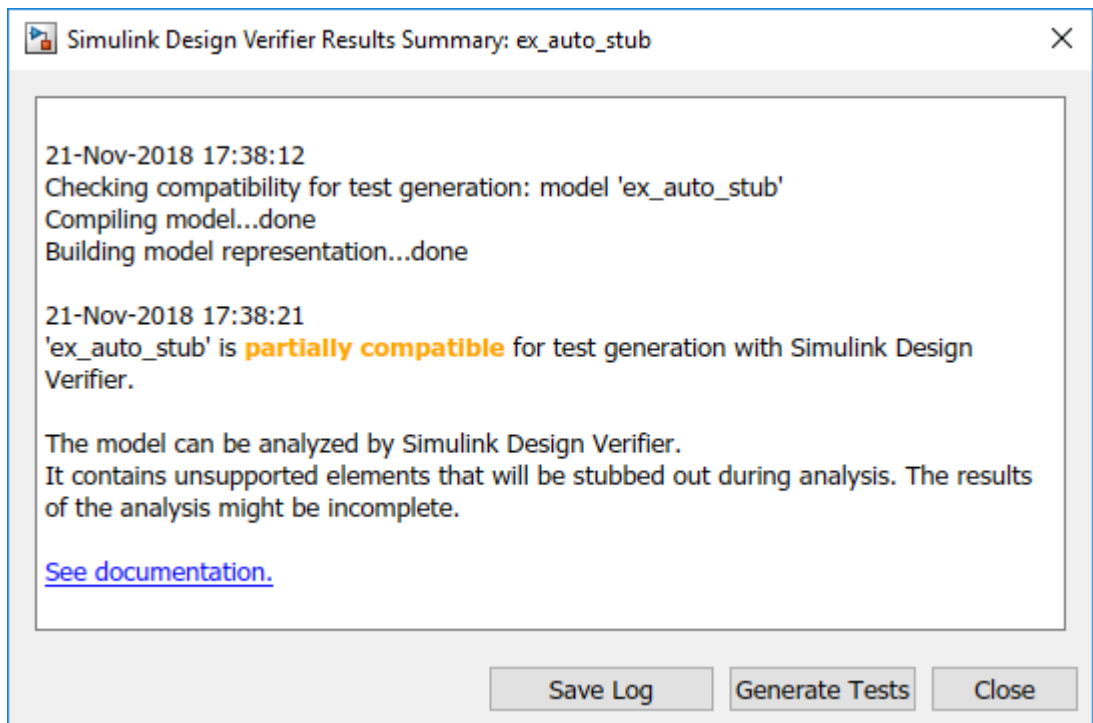 Simulink Design Verifier Results Summary: ex_auto_stub
21-Nov-2018 17:38:12
Checking compatibility for test generation: model 'ex_auto_stub'
Compiling model...done
Building model representation...done
21-Nov-2018 17:38:21
'ex_auto_stub' is partially compatible for test generation with Simulink Design
Verifier.
The model can be analyzed by Simulink Design Verifier.
It contains unsupported elements that will be stubbed out during analysis. The results
of the analysis might be incomplete.
See documentation.
Save Log Generate Tests Close